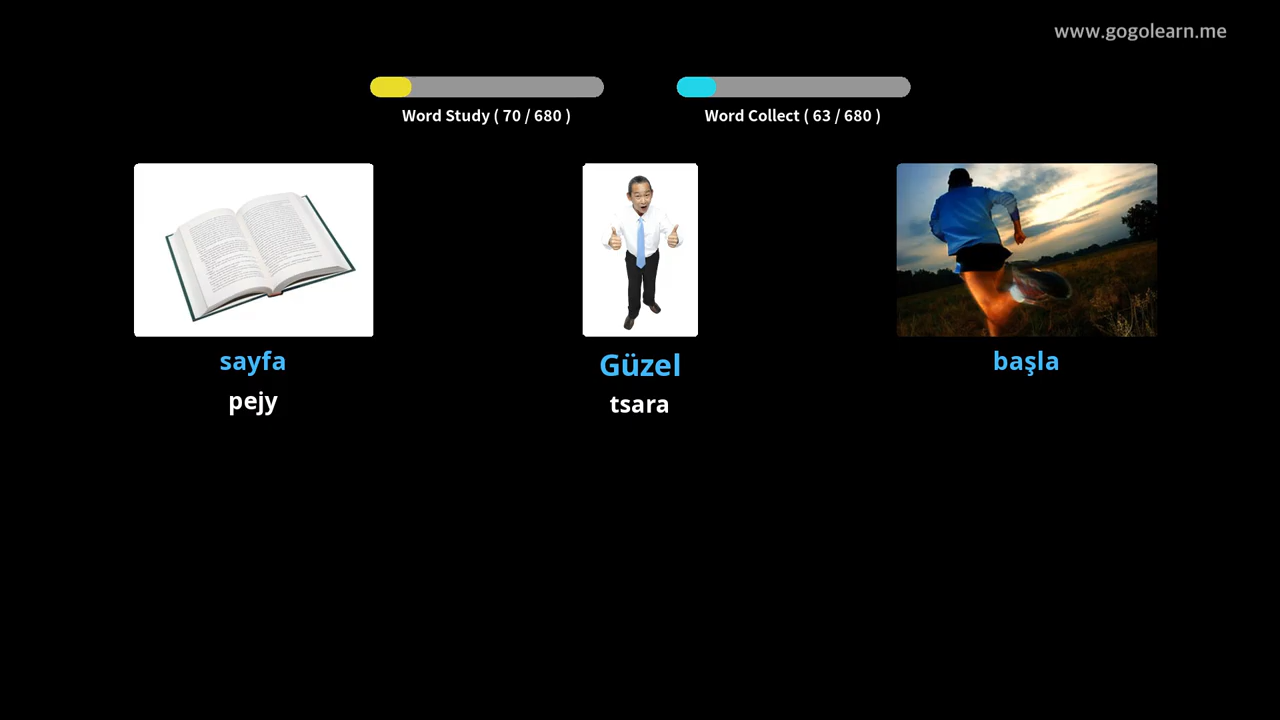 www.gogolearn.me
Word Study ( 70 / 680 )
Word Collect ( 63 / 680 )
sayfa
pejy
Güzel
tsara
başla